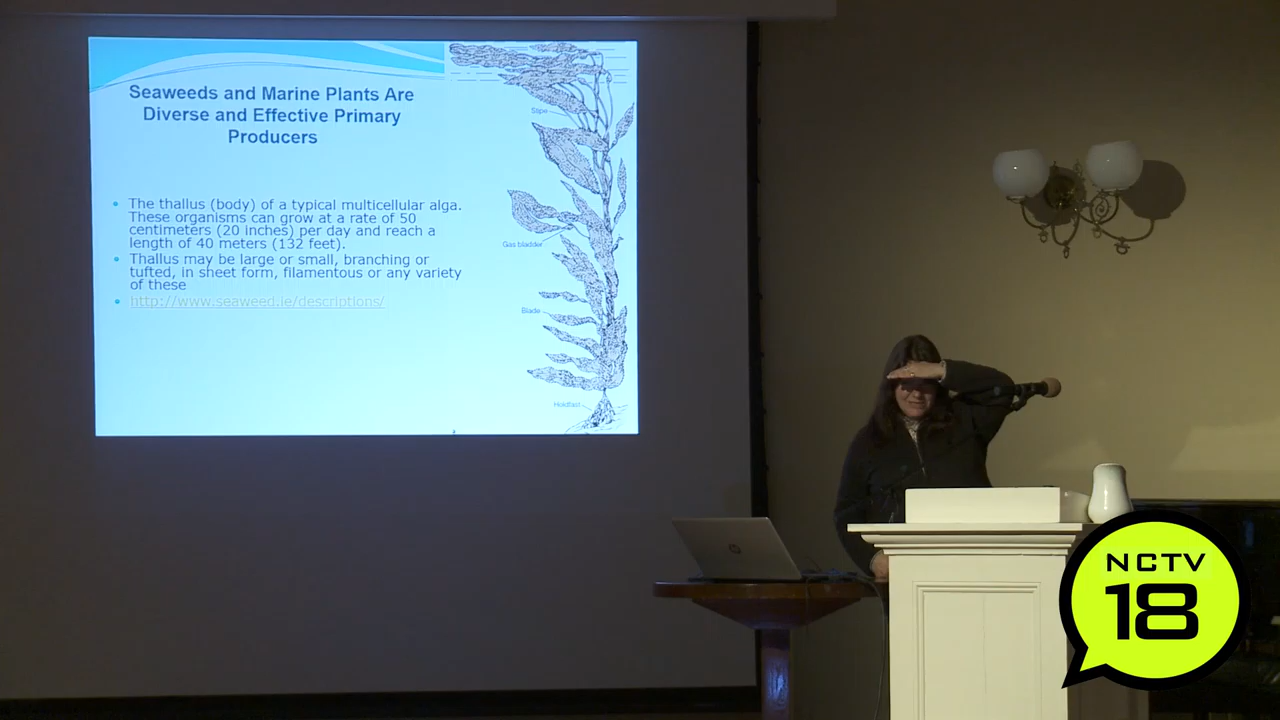 Seaweeds and Marine Plants Are
Diverse and Effective Primary
Producers
• The thallus (body) of a typical multicellular alga.
These organisms can grow at a rate of 50
centimeters (20 inches) per day and reach a
length of 40 meters (132 feet).
• Thallus may be large or small, branching or
tufted, in sheet form, filamentous or any variety
of these
• http://www.seaweed.ie/descriptions/
Stipe
Gas bladder
Blade
Holdfast
NCTV
18